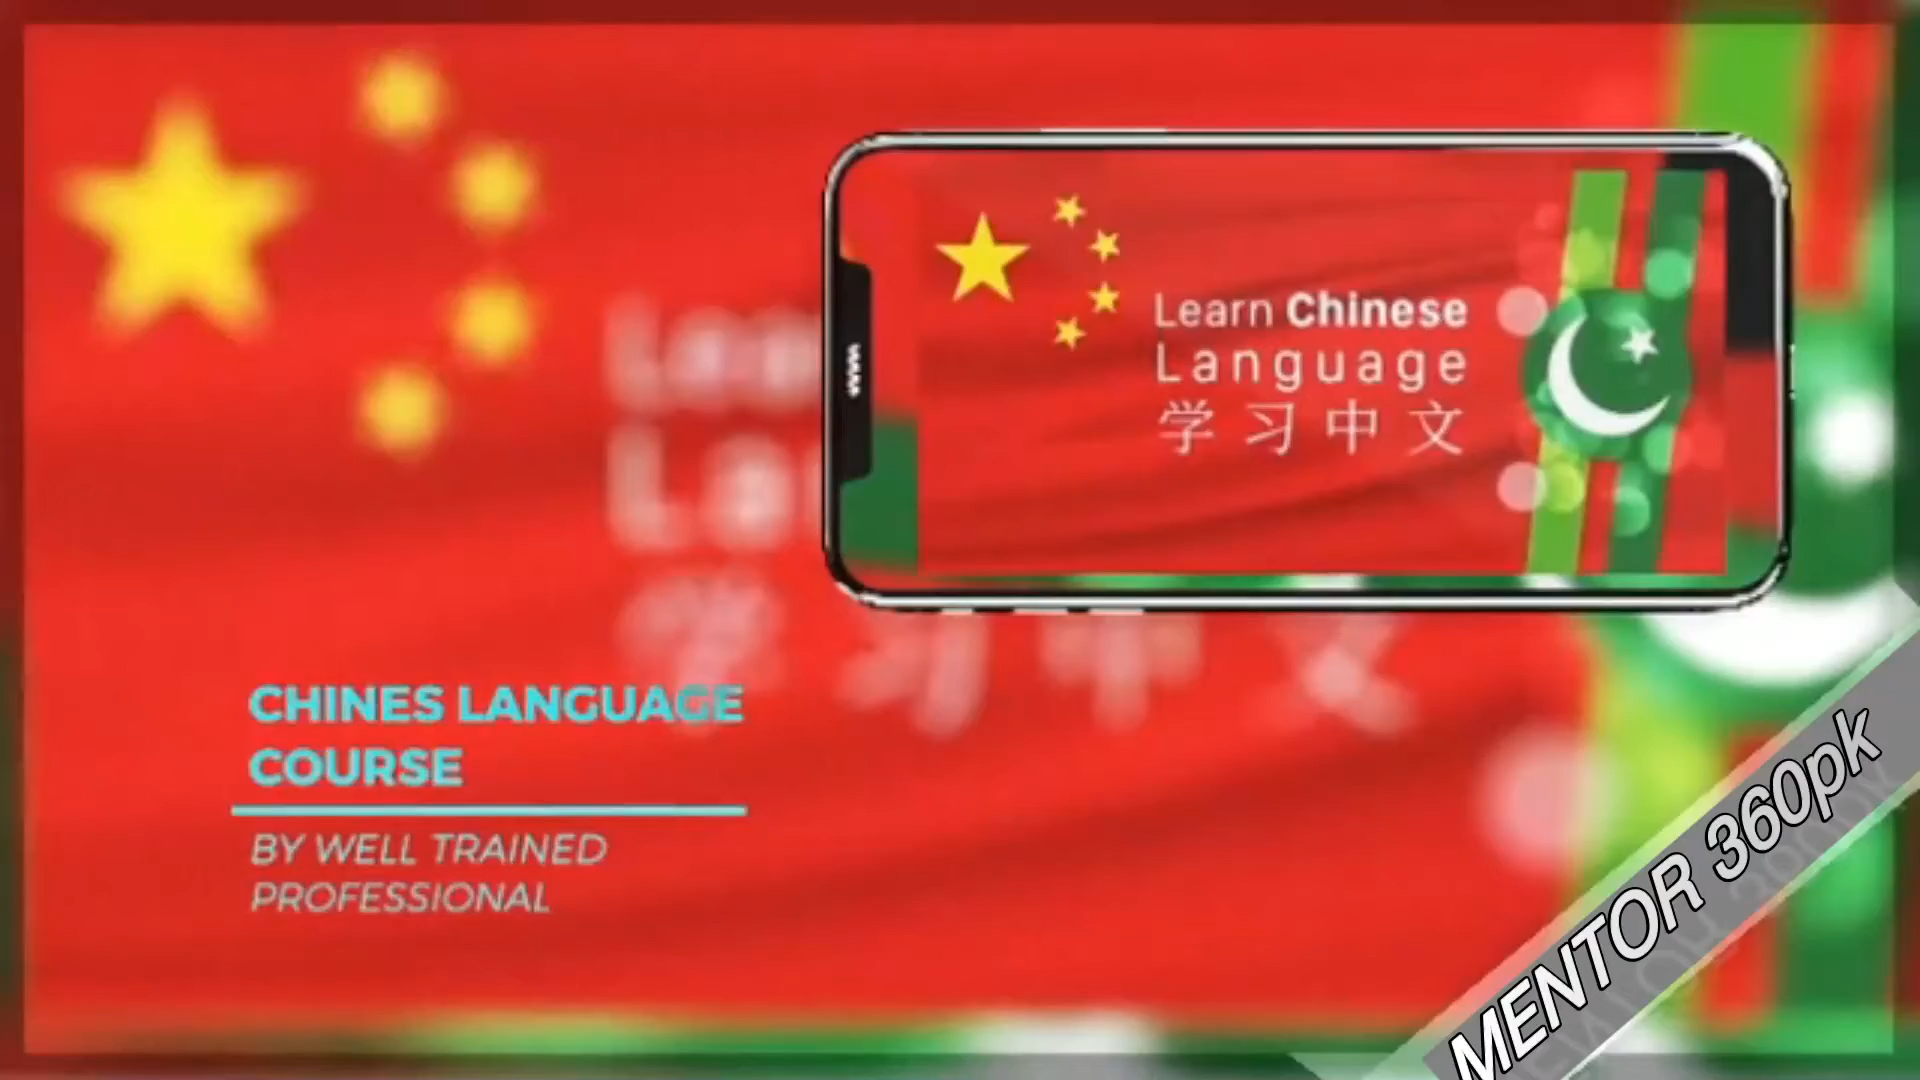 Learn Chinese
Language
学习中文
CHINES LANGUAGE
COURSE
BY WELL TRAINED
PROFESSIONAL
MENTOR 360pk